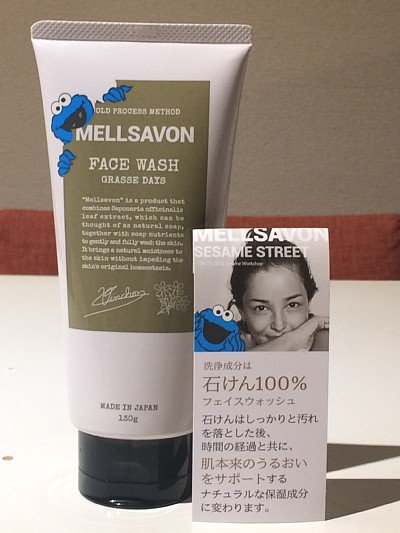 COLD PROCESS METHOD
MELLSAVON
FACE WASH
GRASSE DAYS
"Mellsavon" is a product that
combines Saponaria officinalis
leaf extract, which can be
thought of as natural soap,
together with soap nutrients
to gently and fully wash the skin.
It brings a natural moistness to
the skin without impeding the
skin's original homeostasis.
MADE IN JAPAN
130g
MELLSAVON
SESAME STREET
Sesame Workshop
洗浄成分は
石けん100%
フェイスウォッシュ
石けんはしっかりと汚れ
を落とした後、
時間の経過と共に、
肌本来のうるおい
をサポートする
ナチュラルな保湿成分
に変わります。